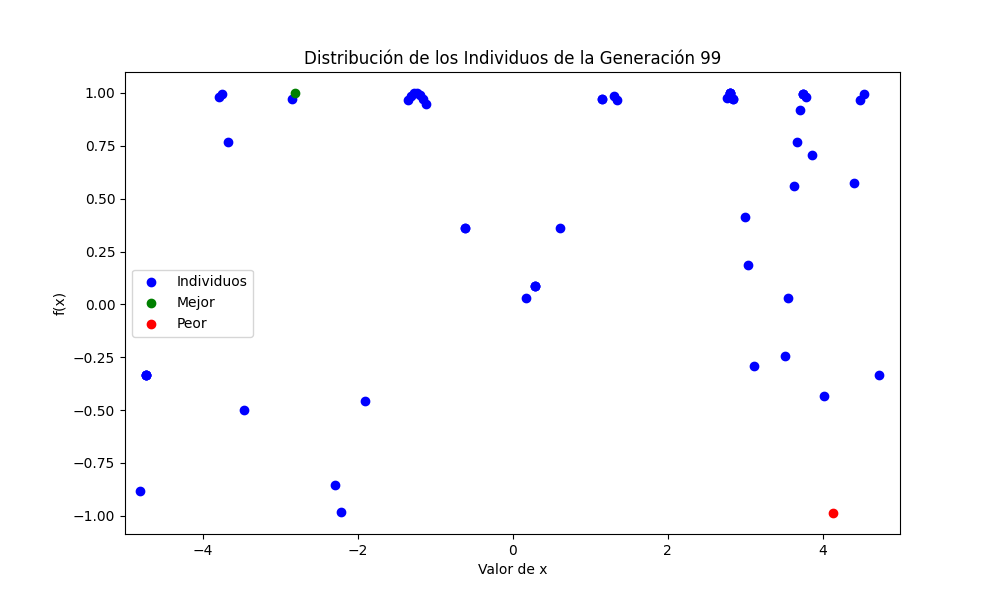 Distribución de los Individuos de la Generación 99
f(x)
1.00
0.75
0.50
0.25
0.00
−0.25
−0.50
−0.75
−1.00
Individuos
Mejor
Peor
−4
−2
0
2
4
Valor de x